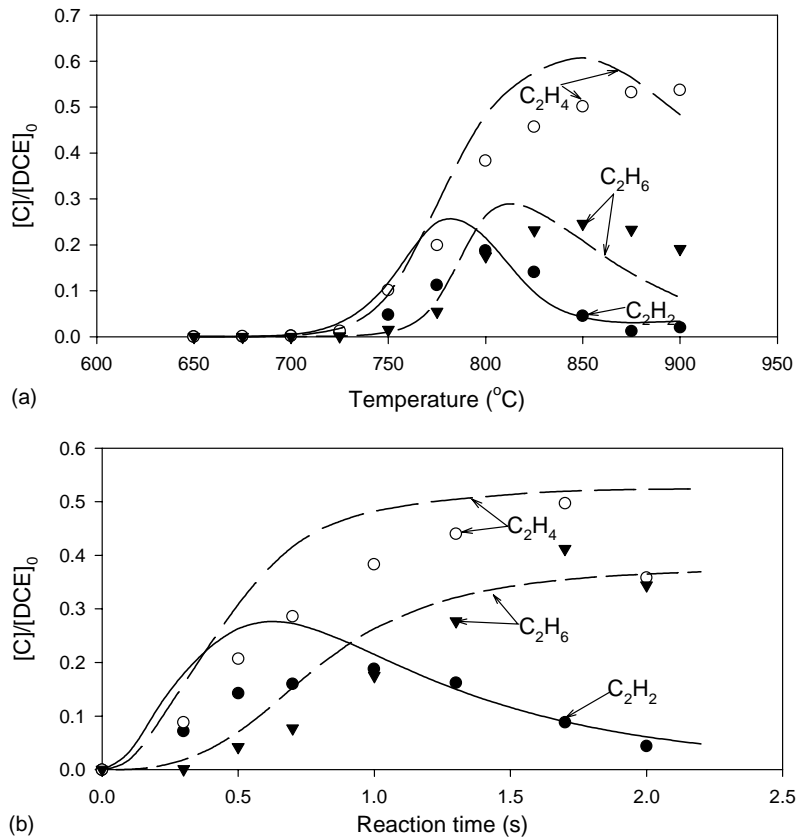 0.7
0.6
0.5
0.4
0.3
0.2
0.1
0.0
[C]/[DCE]₀
C₂H₄
C₂H₆
C₂H₂
600 650 700 750 800 850 900 950
(a)
Temperature (°C)
0.6
0.5
0.4
0.3
0.2
0.1
0.0
[C]/[DCE]₀
C₂H₄
C₂H₆
C₂H₂
0.0 0.5 1.0 1.5 2.0 2.5
(b)
Reaction time (s)